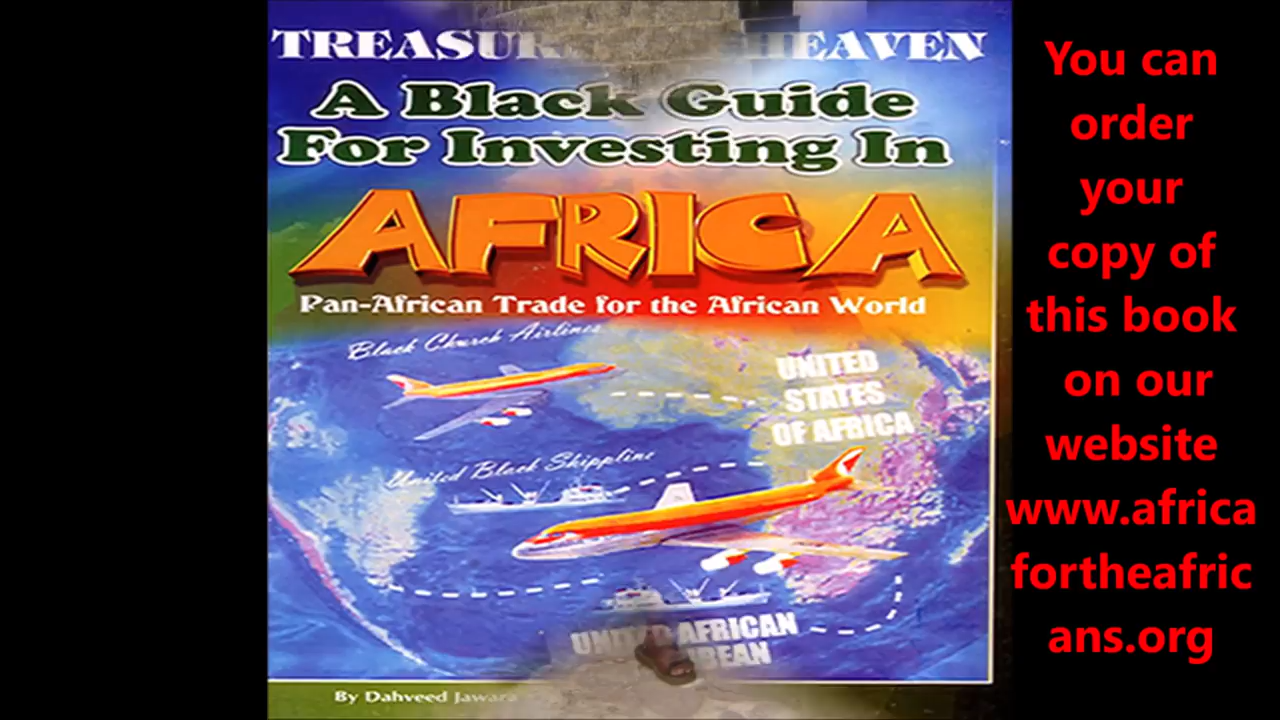 TREASUR HEAVEN
A Black Guide
For Investing In
AFRICA
Pan-African Trade for the African World
Black Church Airlines
UNITED
STATES
OF AFRICA
United Black Shippline
UNITED AFRICAN
BEAN
By Dahveed Jawara
You can
order
your
copy of
this book
on our
website
www.africa
fortheafric
ans.org